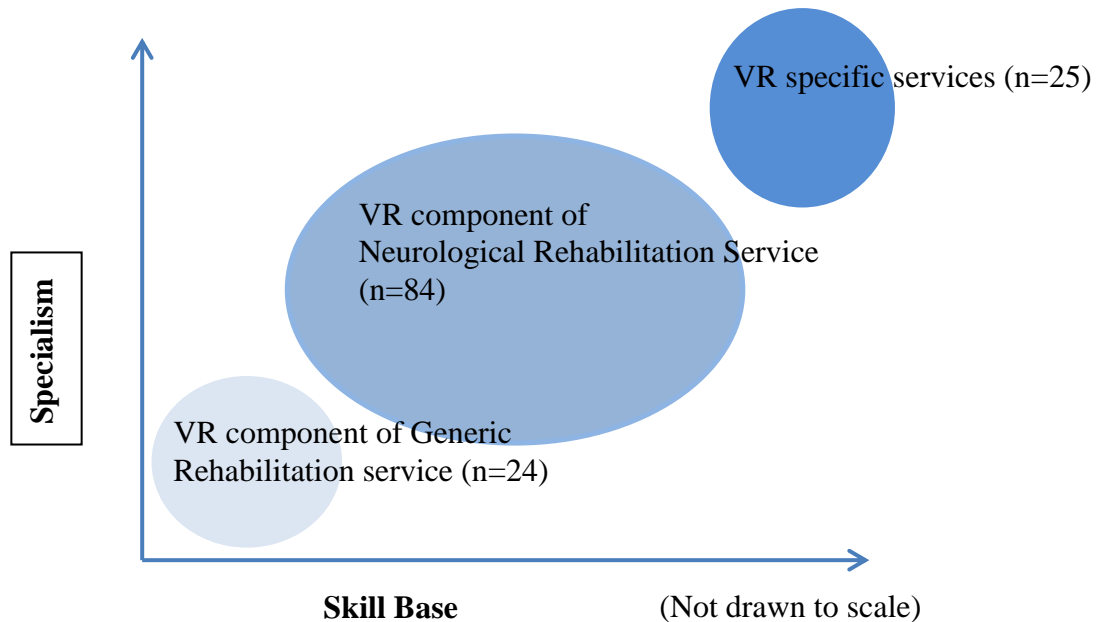 VR specific services (n=25)
VR component of
Neurological Rehabilitation Service
(n=84)
Specialism
VR component of Generic
Rehabilitation service (n=24)
Skill Base
(Not drawn to scale)